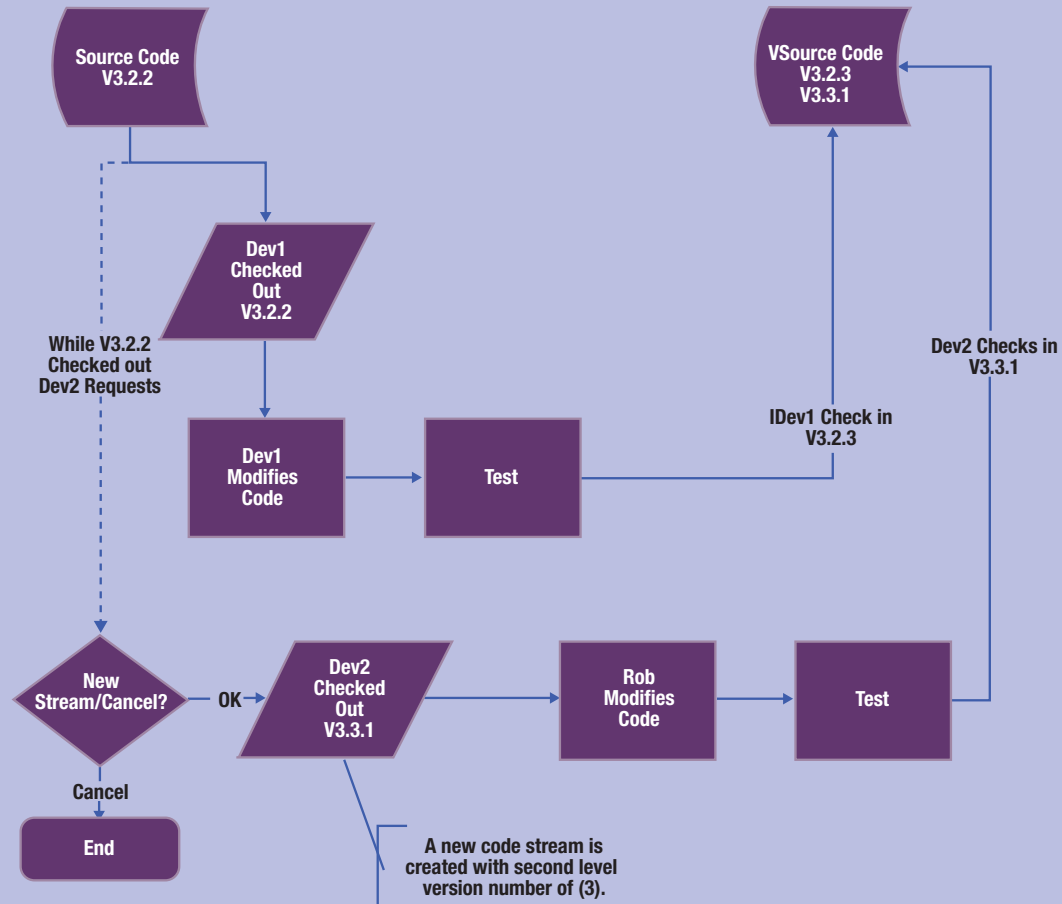 Source Code
V3.2.2
VSource Code
V3.2.3
V3.3.1
Dev1
Checked
Out
V3.2.2
While V3.2.2
Checked out
Dev2 Requests
Dev2 Checks in
V3.3.1
IDev1 Check in
V3.2.3
Dev1
Modifies
Code
Test
New
Stream/Cancel?
OK
Dev2
Checked
Out
V3.3.1
Rob
Modifies
Code
Test
Cancel
End
A new code stream is
created with second level
version number of (3).